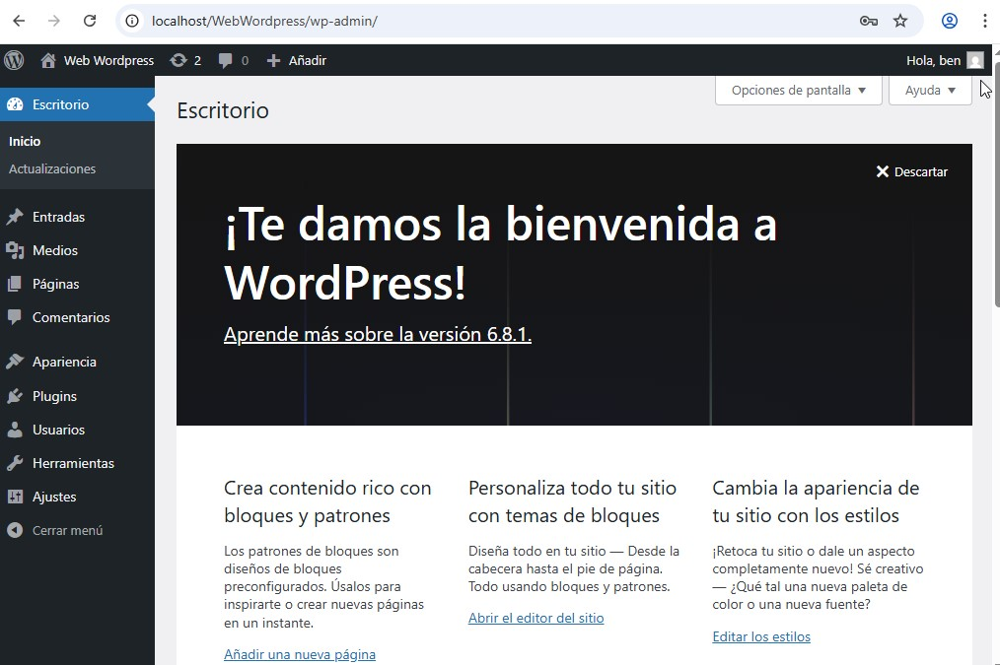 localhost/WebWordpress/wp-admin/
Web Wordpress 2 0 Añadir Hola, ben
Opciones de pantalla Ayuda
Escritorio
Inicio
Actualizaciones
Entradas
Medios
Páginas
Comentarios
Apariencia
Plugins
Usuarios
Herramientas
Ajustes
Cerrar menú
Escritorio
Descartar
¡Te damos la bienvenida a
WordPress!
Aprende más sobre la versión 6.8.1.
Crea contenido rico con
bloques y patrones
Los patrones de bloques son
diseños de bloques
preconfigurados. Úsalos para
inspirarte o crear nuevas páginas
en un instante.
Añadir una nueva página
Personaliza todo tu sitio
con temas de bloques
Diseña todo en tu sitio — Desde la
cabecera hasta el pie de página.
Todo usando bloques y patrones.
Abrir el editor del sitio
Cambia la apariencia de
tu sitio con los estilos
¡Retoca tu sitio o dale un aspecto
completamente nuevo! Sé creativo
— ¿Qué tal una nueva paleta de
color o una nueva fuente?
Editar los estilos